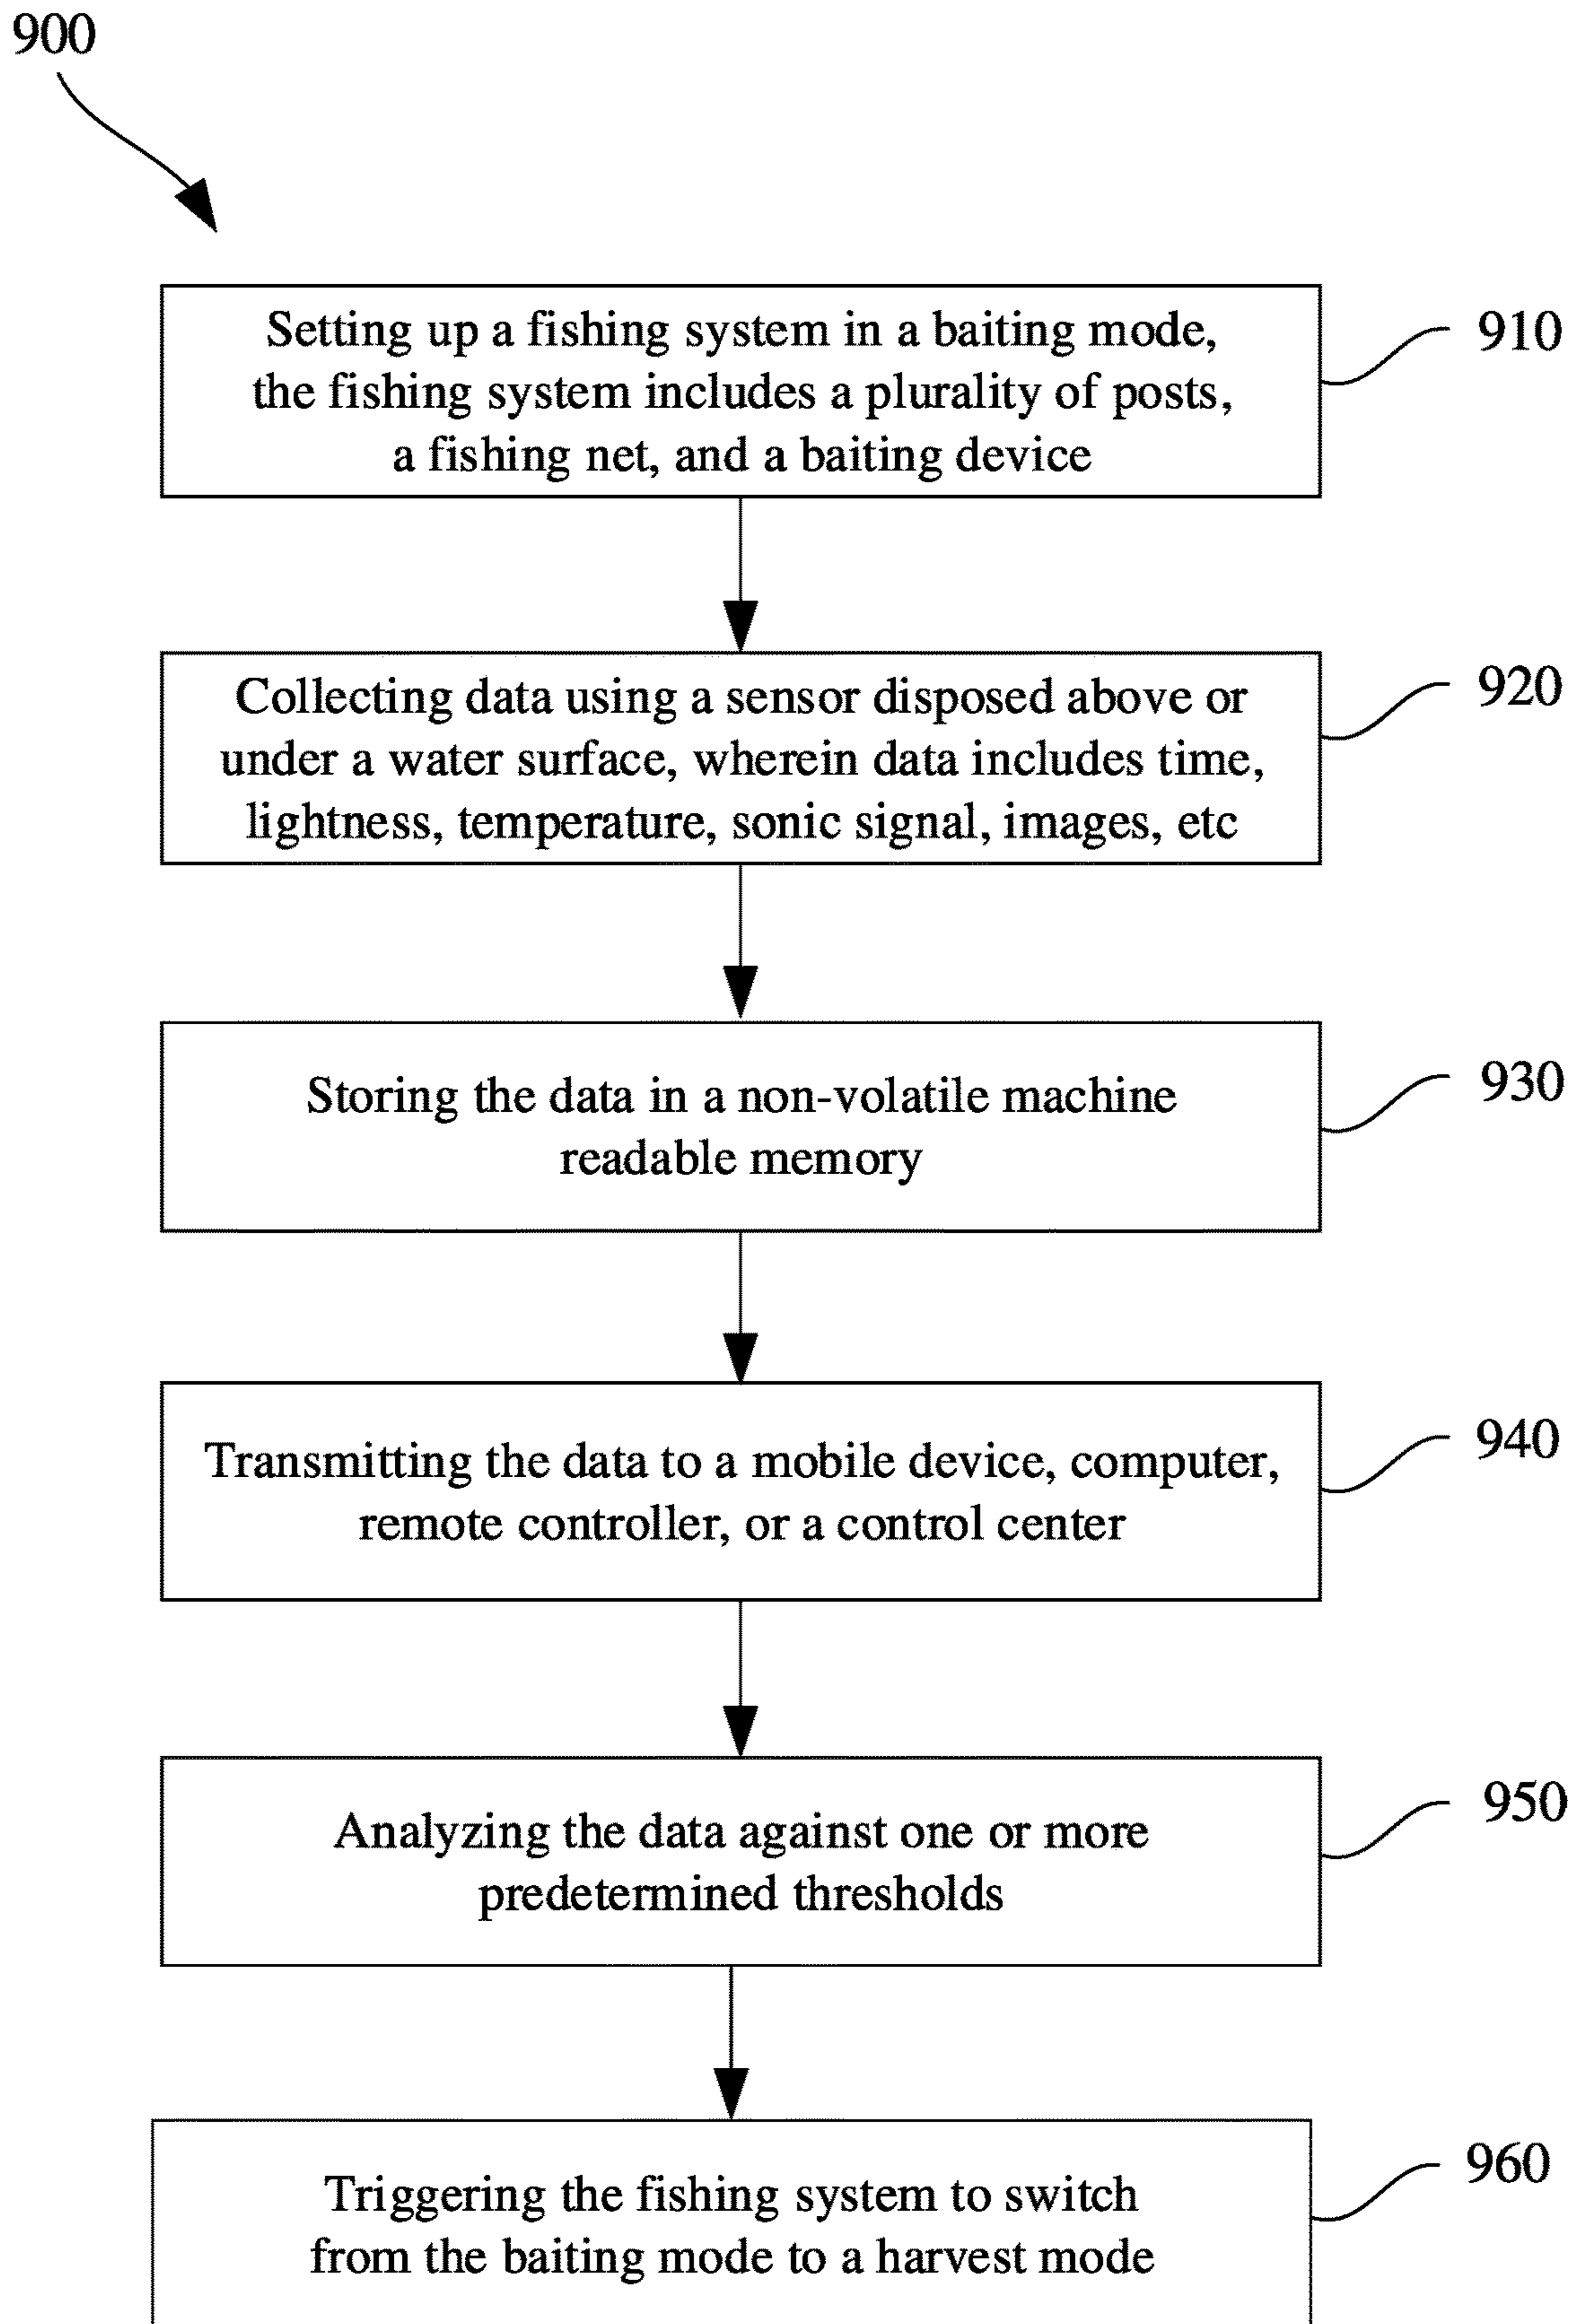 900
Setting up a fishing system in a baiting mode,
the fishing system includes a plurality of posts,
a fishing net, and a baiting device
910
Collecting data using a sensor disposed above or
under a water surface, wherein data includes time,
lightness, temperature, sonic signal, images, etc
920
Storing the data in a non-volatile machine
readable memory
930
Transmitting the data to a mobile device, computer,
remote controller, or a control center
940
Analyzing the data against one or more
predetermined thresholds
950
Triggering the fishing system to switch
from the baiting mode to a harvest mode
960